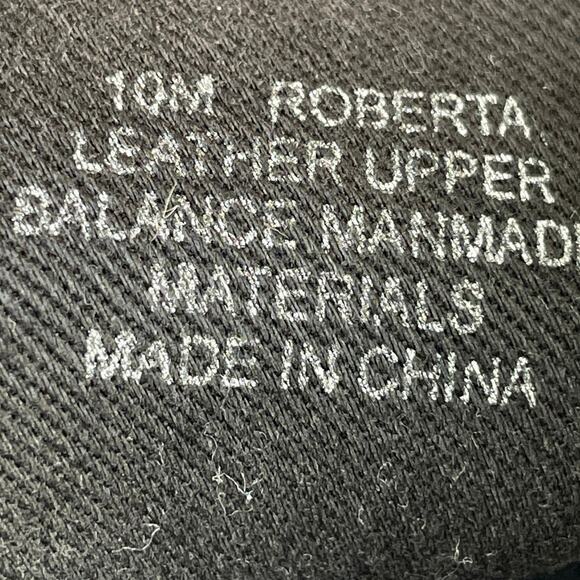 10M ROBERTA
LEATHER UPPER
BALANCE MANMADE
MATERIALS
MADE IN CHINA